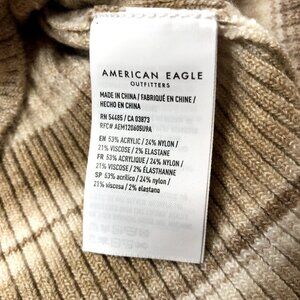 AMERICAN EAGLE
OUTFITTERS
MADE IN CHINA / FABRIQUÉ EN CHINE /
HECHO EN CHINA
RN 54485 / CA 03873
RFC# AEM120605U9A
EN 53% ACRYLIC / 24% NYLON /
21% VISCOSE / 2% ELASTANE
FR 53% ACRYLIQUE / 24% NYLON /
21% VISCOSE / 2% ÉLASTHANNE
SP 53% acrílico / 24% nylon /
21% viscosa / 2% elastano